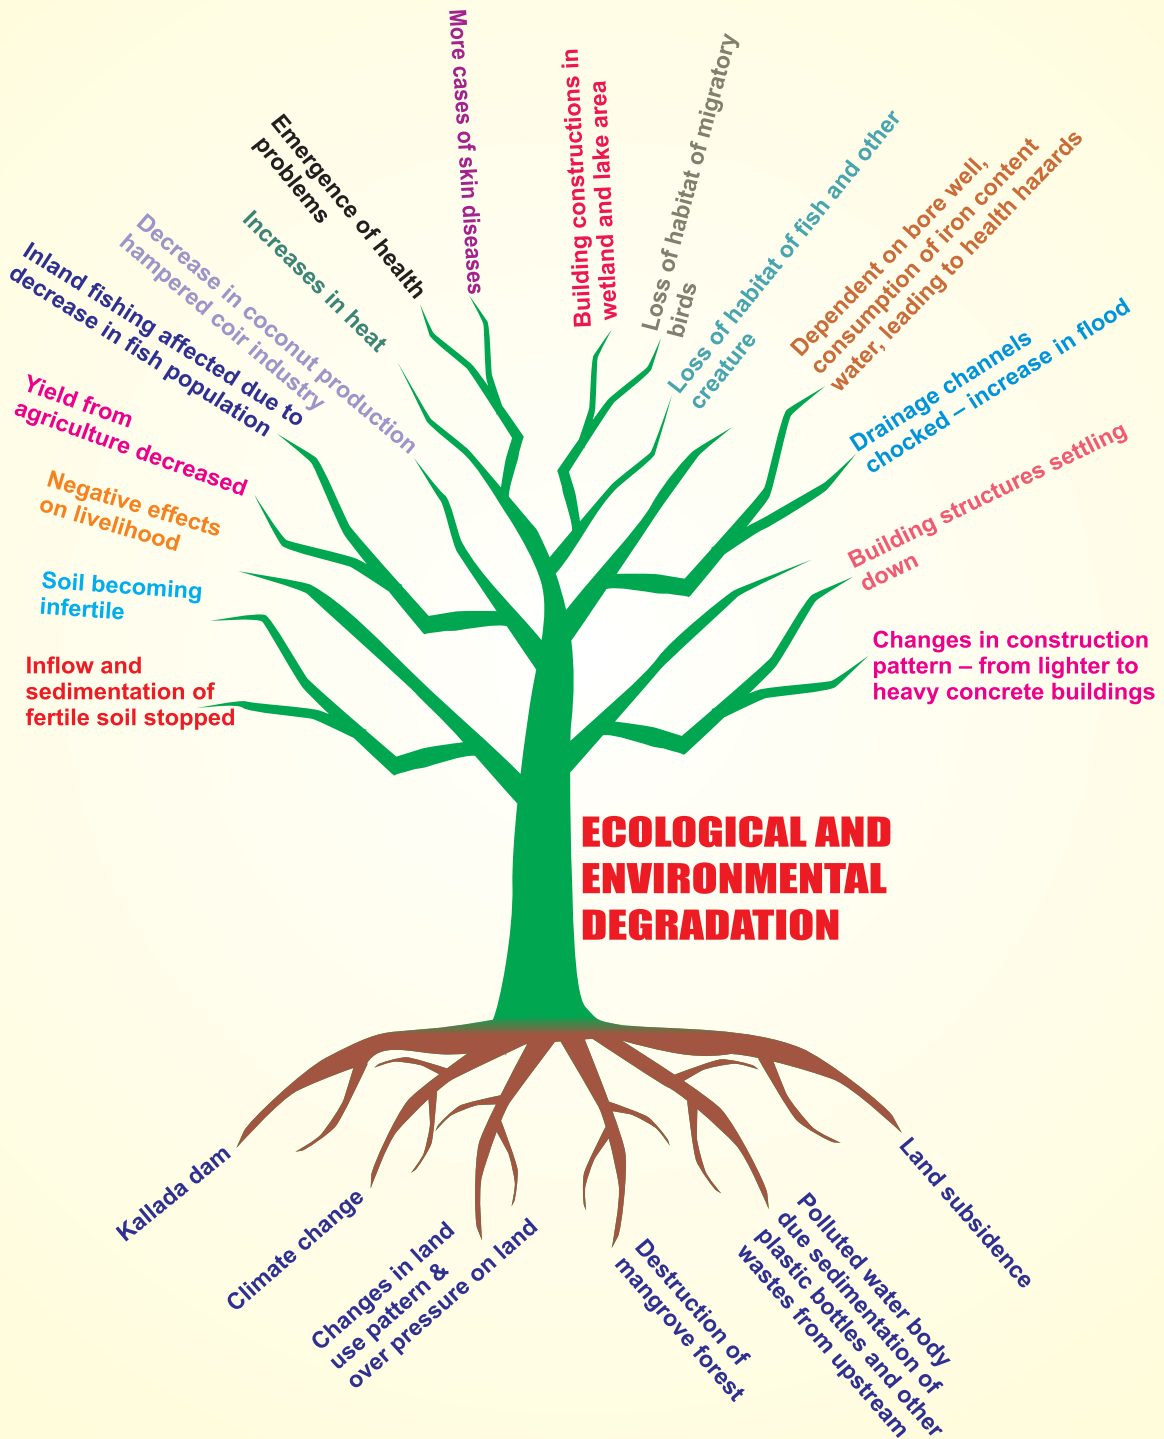 More cases of skin diseases
Building constructions in
wetland and lake area
Loss of habitat of migratory
birds
Emergence of health
problems
Loss of habitat of fish and other
creature
Dependent on bore well,
consumption of iron content
water, leading to health hazards
Increases in heat
Decrease in coconut production
hampered coir industry
Inland fishing affected due to
decrease in fish population
Drainage channels
chocked – increase in flood
Yield from
agriculture decreased
Building structures settling
down
Negative effects
on livelihood
Soil becoming
infertile
Changes in construction
pattern – from lighter to
heavy concrete buildings
Inflow and
sedimentation of
fertile soil stopped
ECOLOGICAL AND
ENVIRONMENTAL
DEGRADATION
Kallada dam
Climate change
Changes in land
use pattern &
over pressure on land
Destruction of
mangrove forest
Polluted water body
due sedimentation of
plastic bottles and other
wastes from upstream
Land subsidence